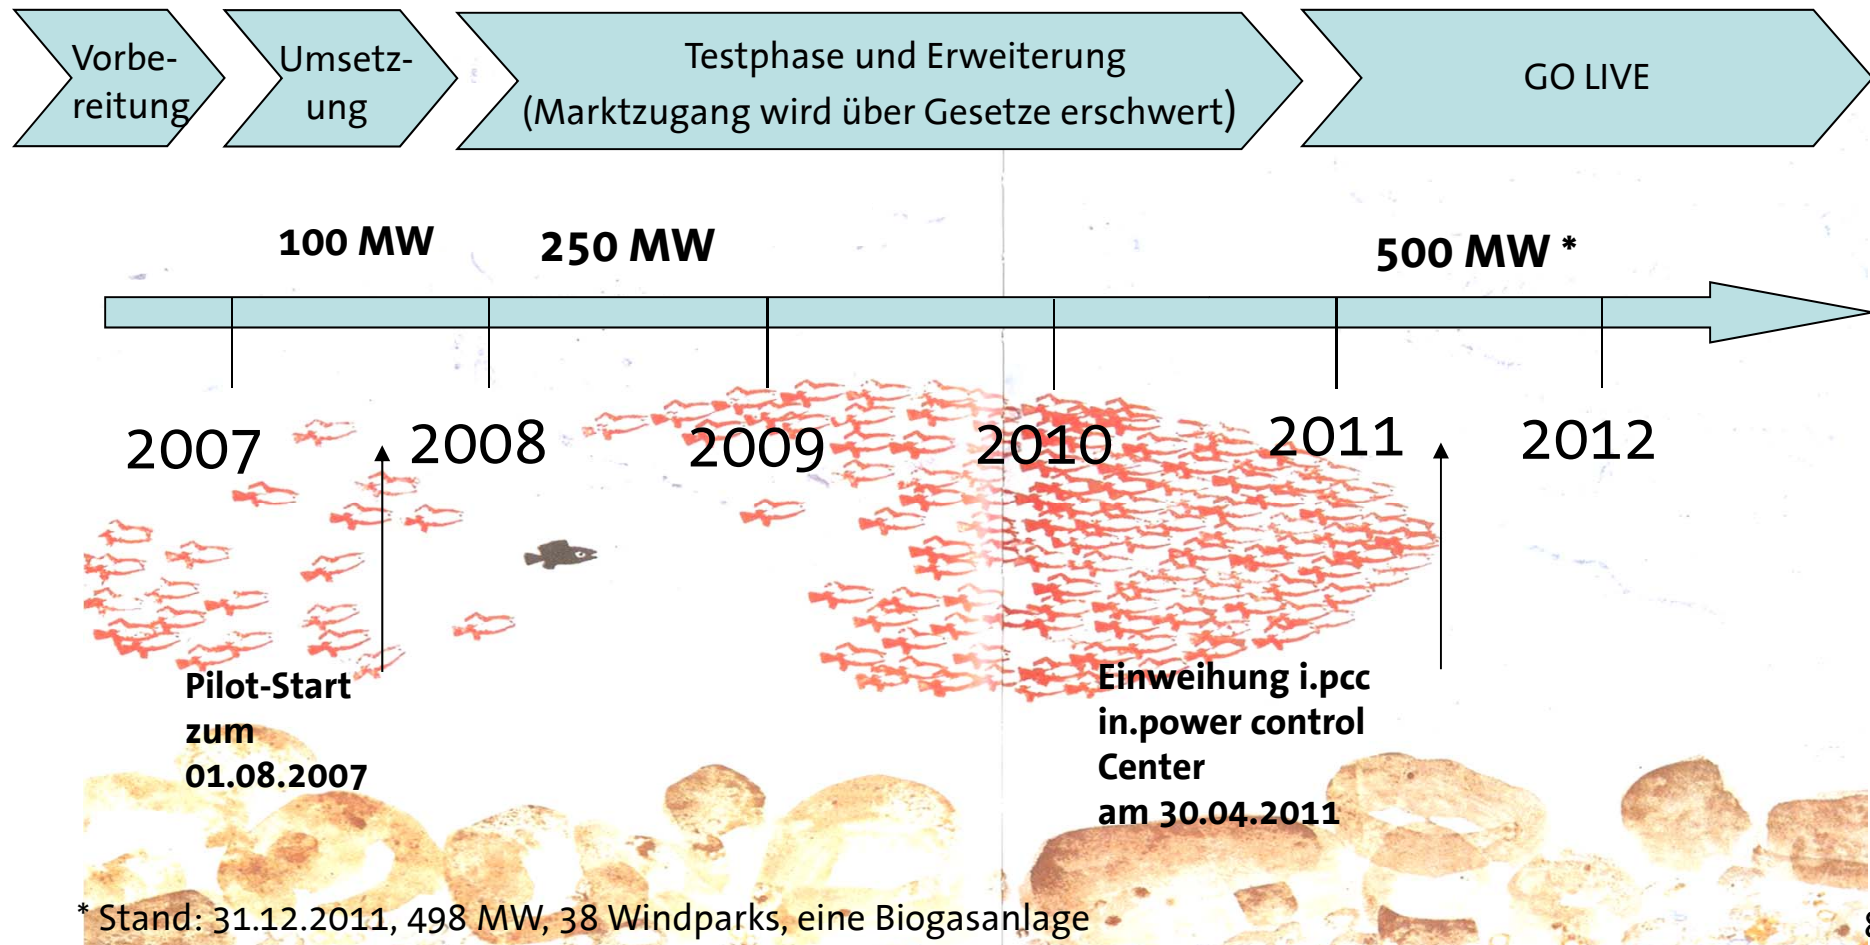 Vorbe-
reitung
Umsetz-
ung
Testphase und Erweiterung
(Marktzugang wird über Gesetze erschwert)
GO LIVE
100 MW
250 MW
500 MW *
2007
2008
2009
2010
2011
2012
Pilot-Start
zum
01.08.2007
Einweihung i.pcc
in.power control
Center
am 30.04.2011
* Stand: 31.12.2011, 498 MW, 38 Windparks, eine Biogasanlage